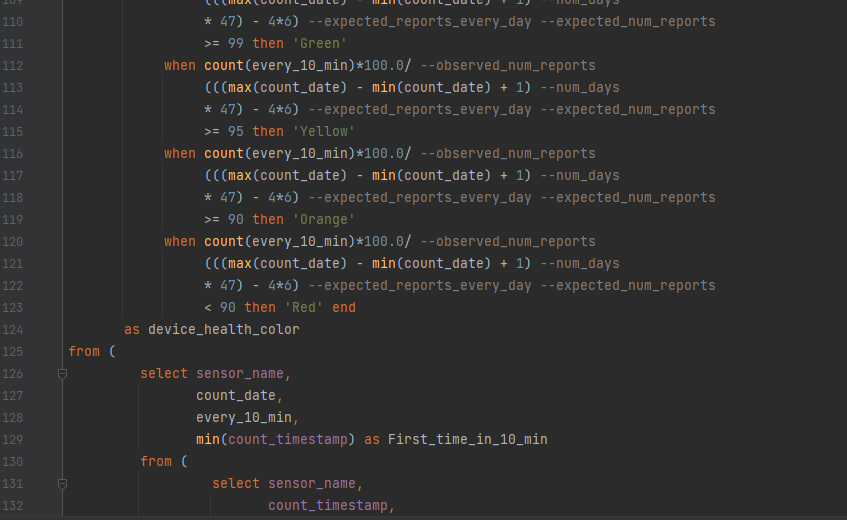 109 (((max(count_date) - min(count_date) + 1) --num_days
110 * 47) - 4*6) --expected_reports_every_day --expected_num_reports
111 >= 99 then 'Green'
112 when count(every_10_min)*100.0/ --observed_num_reports
113 (((max(count_date) - min(count_date) + 1) --num_days
114 * 47) - 4*6) --expected_reports_every_day --expected_num_reports
115 >= 95 then 'Yellow'
116 when count(every_10_min)*100.0/ --observed_num_reports
117 (((max(count_date) - min(count_date) + 1) --num_days
118 * 47) - 4*6) --expected_reports_every_day --expected_num_reports
119 >= 90 then 'Orange'
120 when count(every_10_min)*100.0/ --observed_num_reports
121 (((max(count_date) - min(count_date) + 1) --num_days
122 * 47) - 4*6) --expected_reports_every_day --expected_num_reports
123 < 90 then 'Red' end
124 as device_health_color
125 from (
126 select sensor_name,
127 count_date,
128 every_10_min,
129 min(count_timestamp) as First_time_in_10_min
130 from (
131 select sensor_name,
132 count_timestamp,